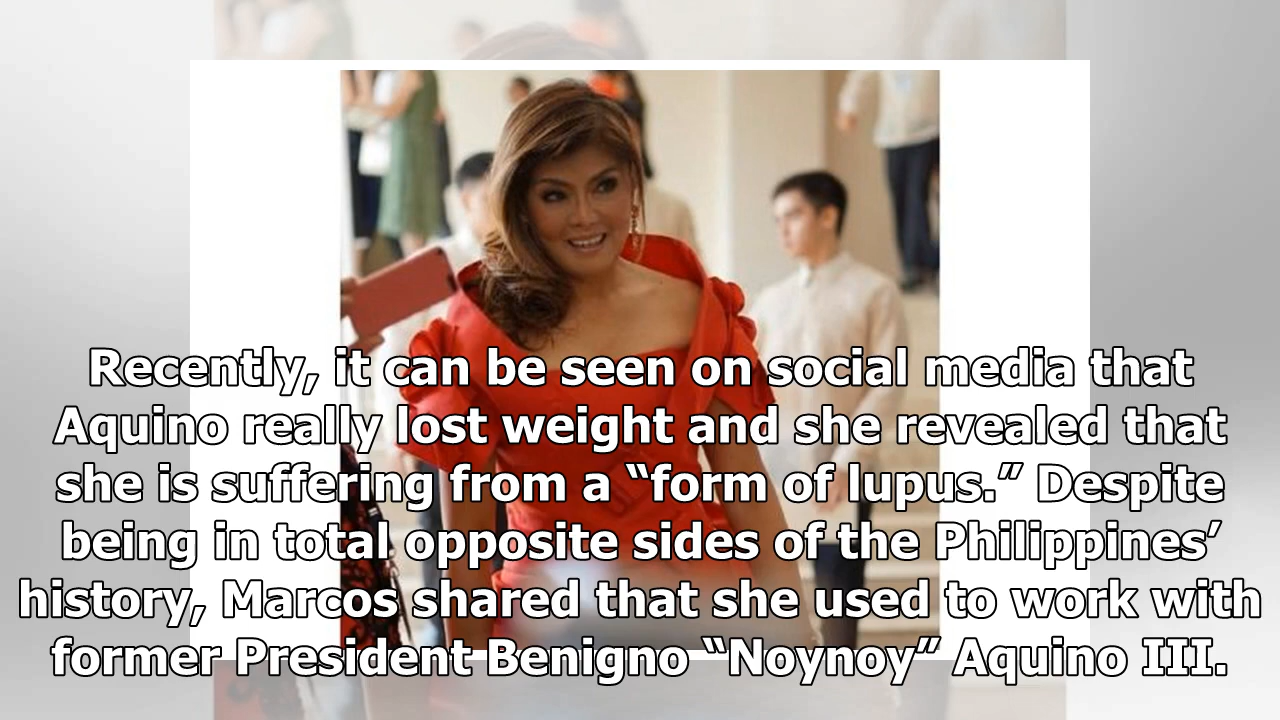 Recently, it can be seen on social media that
Aquino really lost weight and she revealed that
she is suffering from a “form of lupus.” Despite
being in total opposite sides of the Philippines’
history, Marcos shared that she used to work with
former President Benigno “Noynoy” Aquino III.